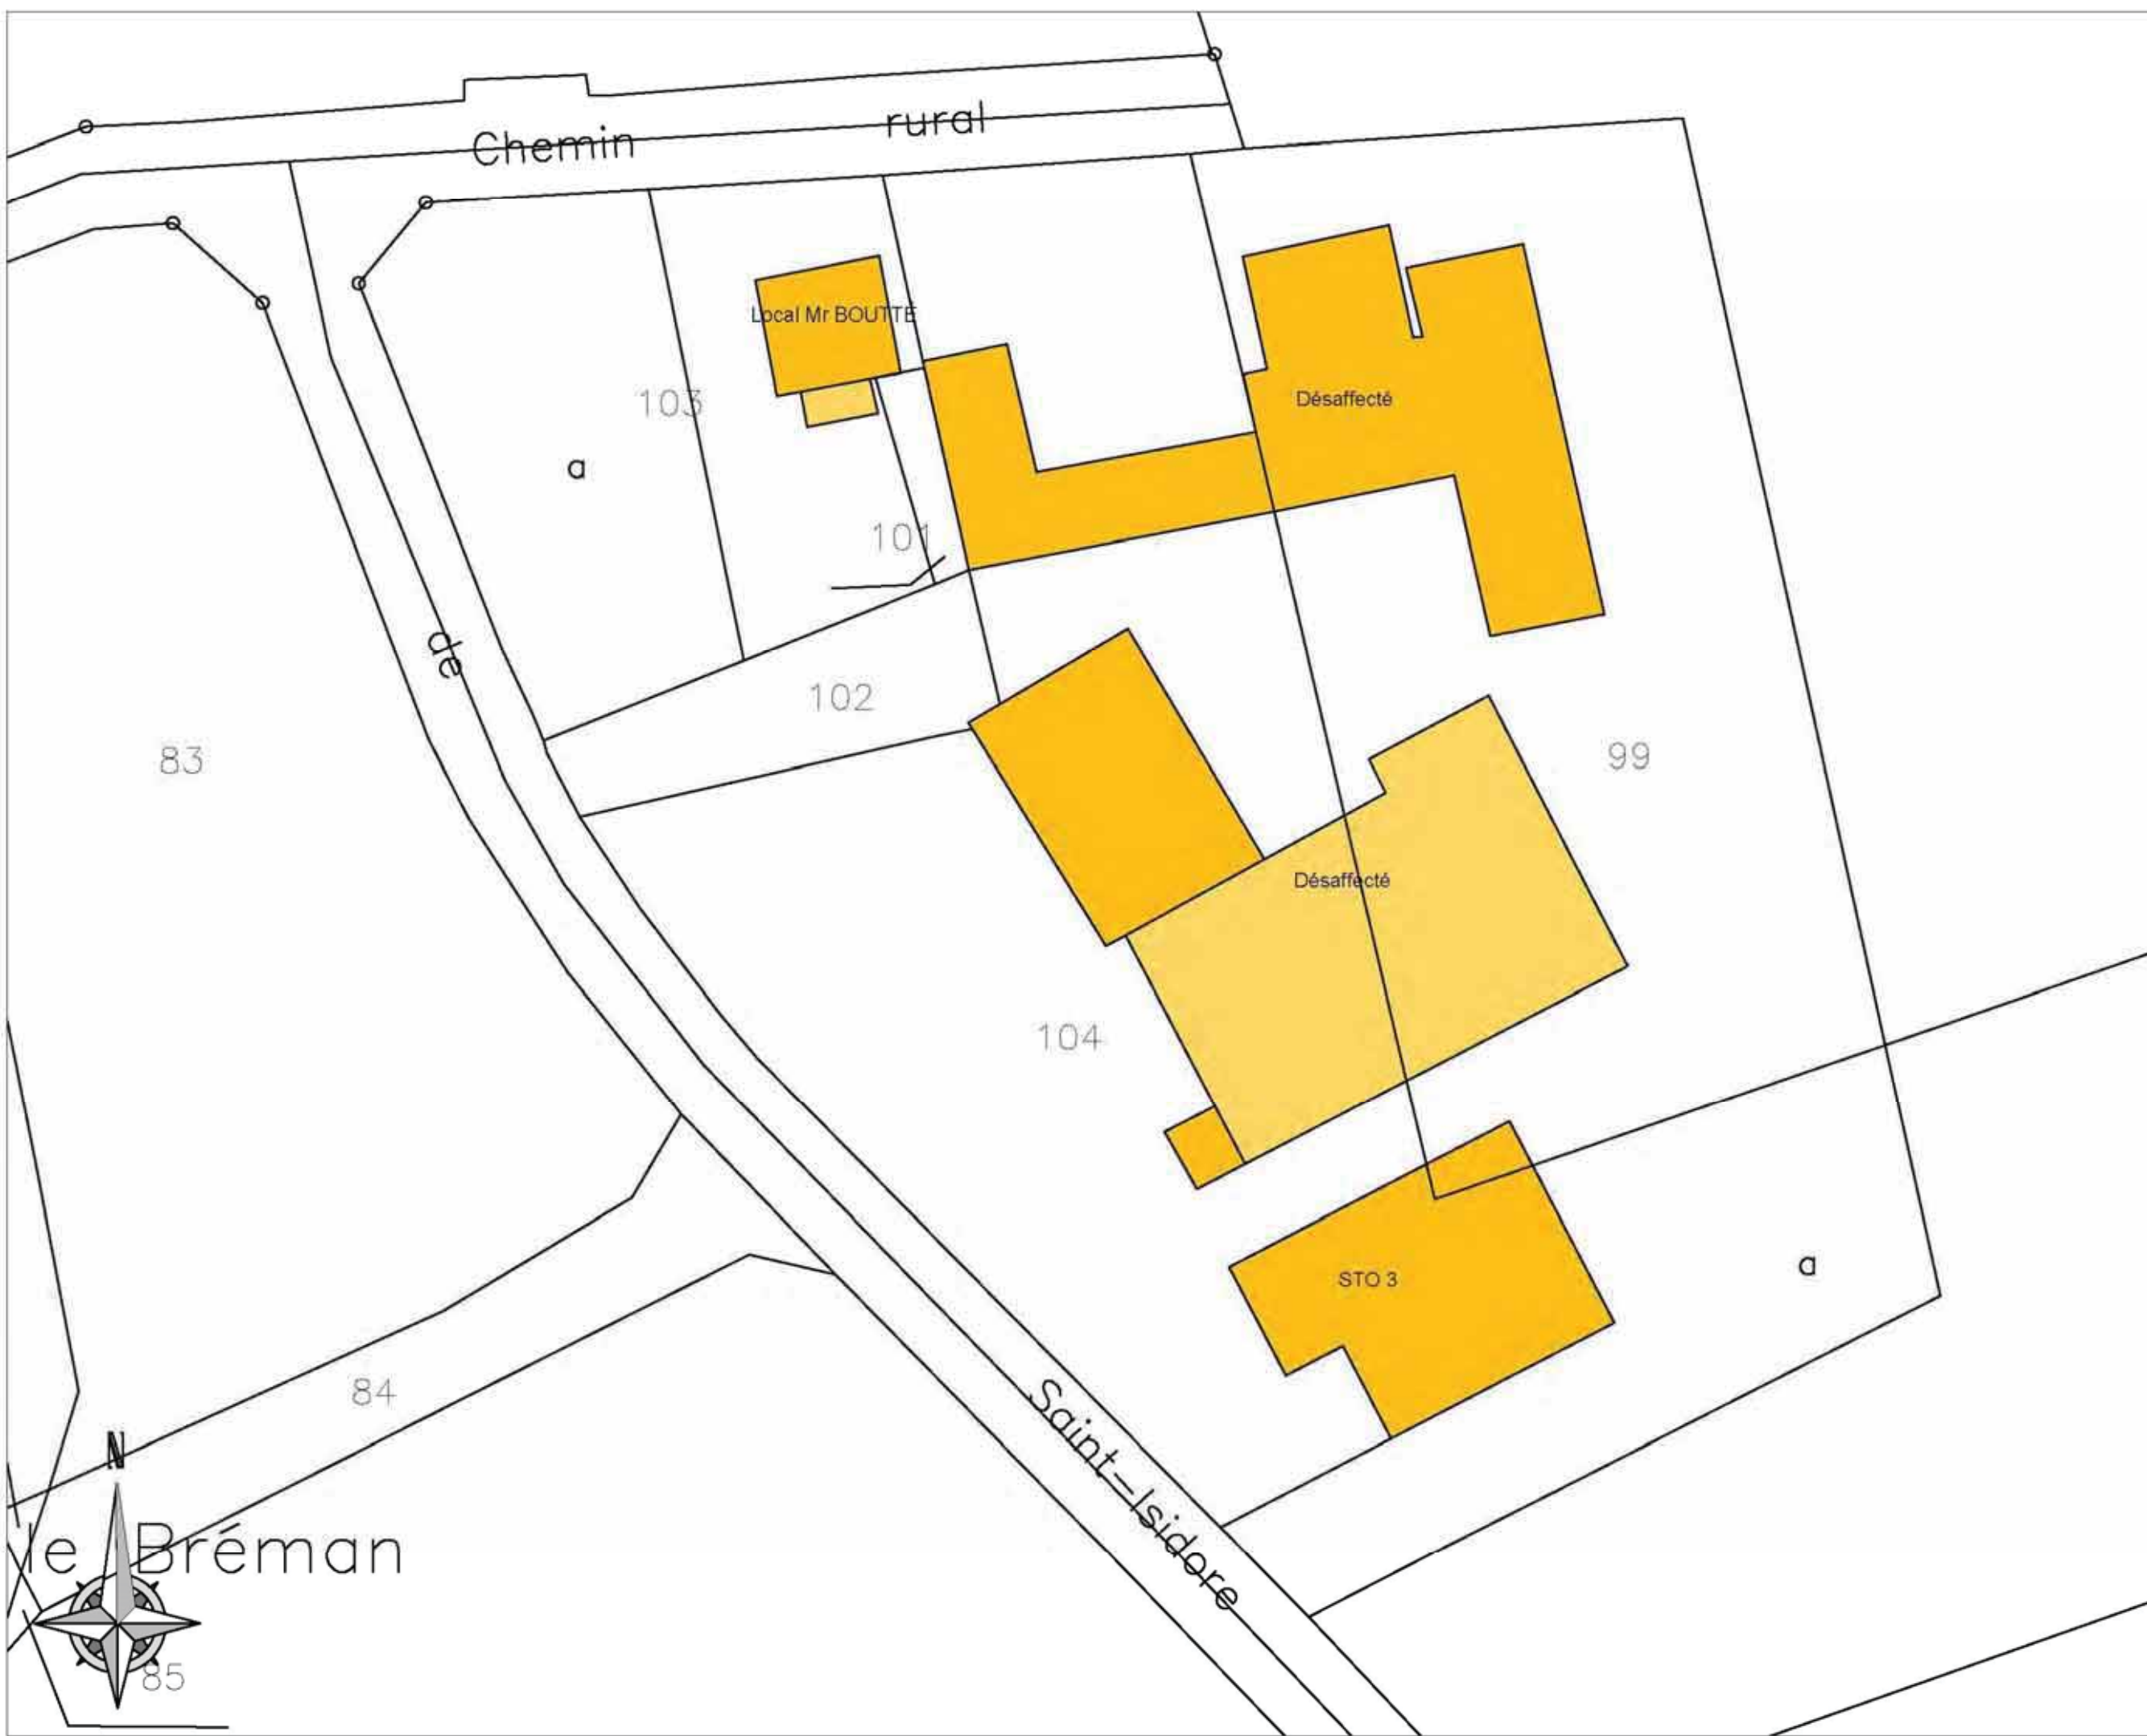 Chemin rural
Local Mr BOUTTE
103
Désaffecté
a
101
de
102
83
99
Désaffecté
104
a
STO 3
84
Saint-Isidore
N
le Bréman
85